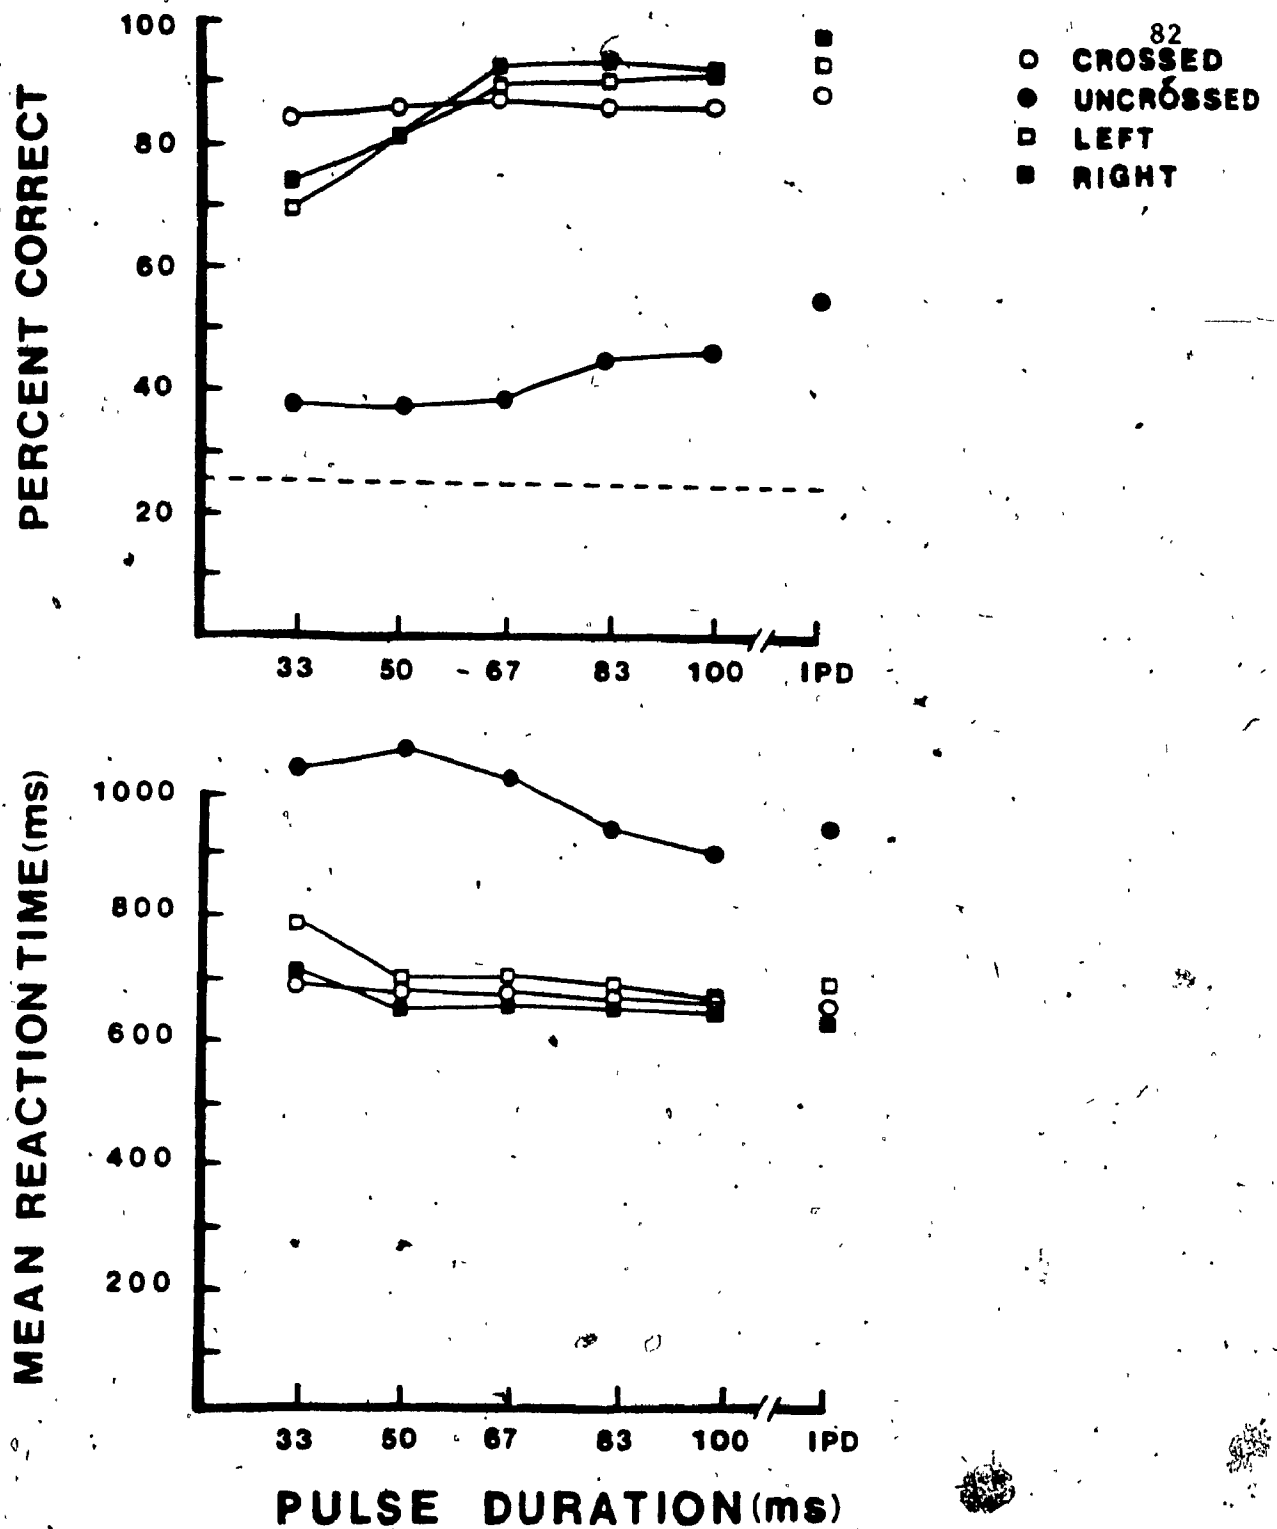 82
CROSSED
UNCROSSED
LEFT
RIGHT
PERCENT CORRECT
100
80
60
40
20
33 50 67 83 100 IPD
MEAN REACTION TIME (ms)
1000
800
600
400
200
33 50 67 83 100 IPD
PULSE DURATION (ms)